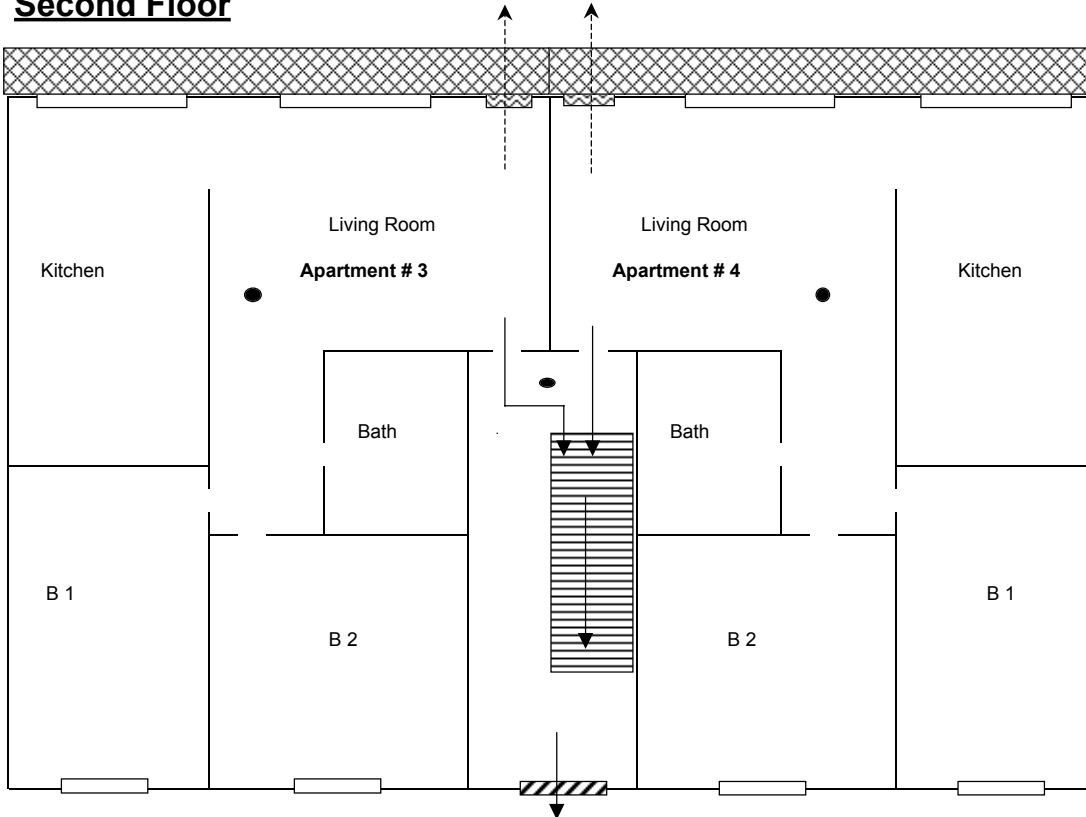 Second Floor
Living Room
Living Room
Kitchen
Apartment # 3
Apartment # 4
Kitchen
Bath
Bath
B 1
B 1
B 2
B 2